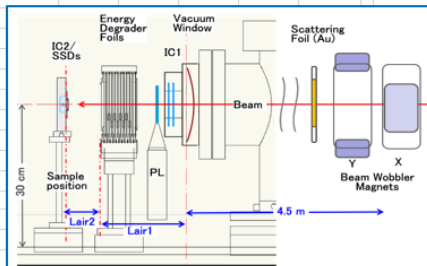 Energy
Degrader
Foils
Vacuum
Window
Scattering
Foil (Au)
IC2/
SSDs
IC1
Beam
Y
X
Sample
position
PL
Beam Wobbler
Magnets
30 cm
4.5 m
Lair2
Lair1